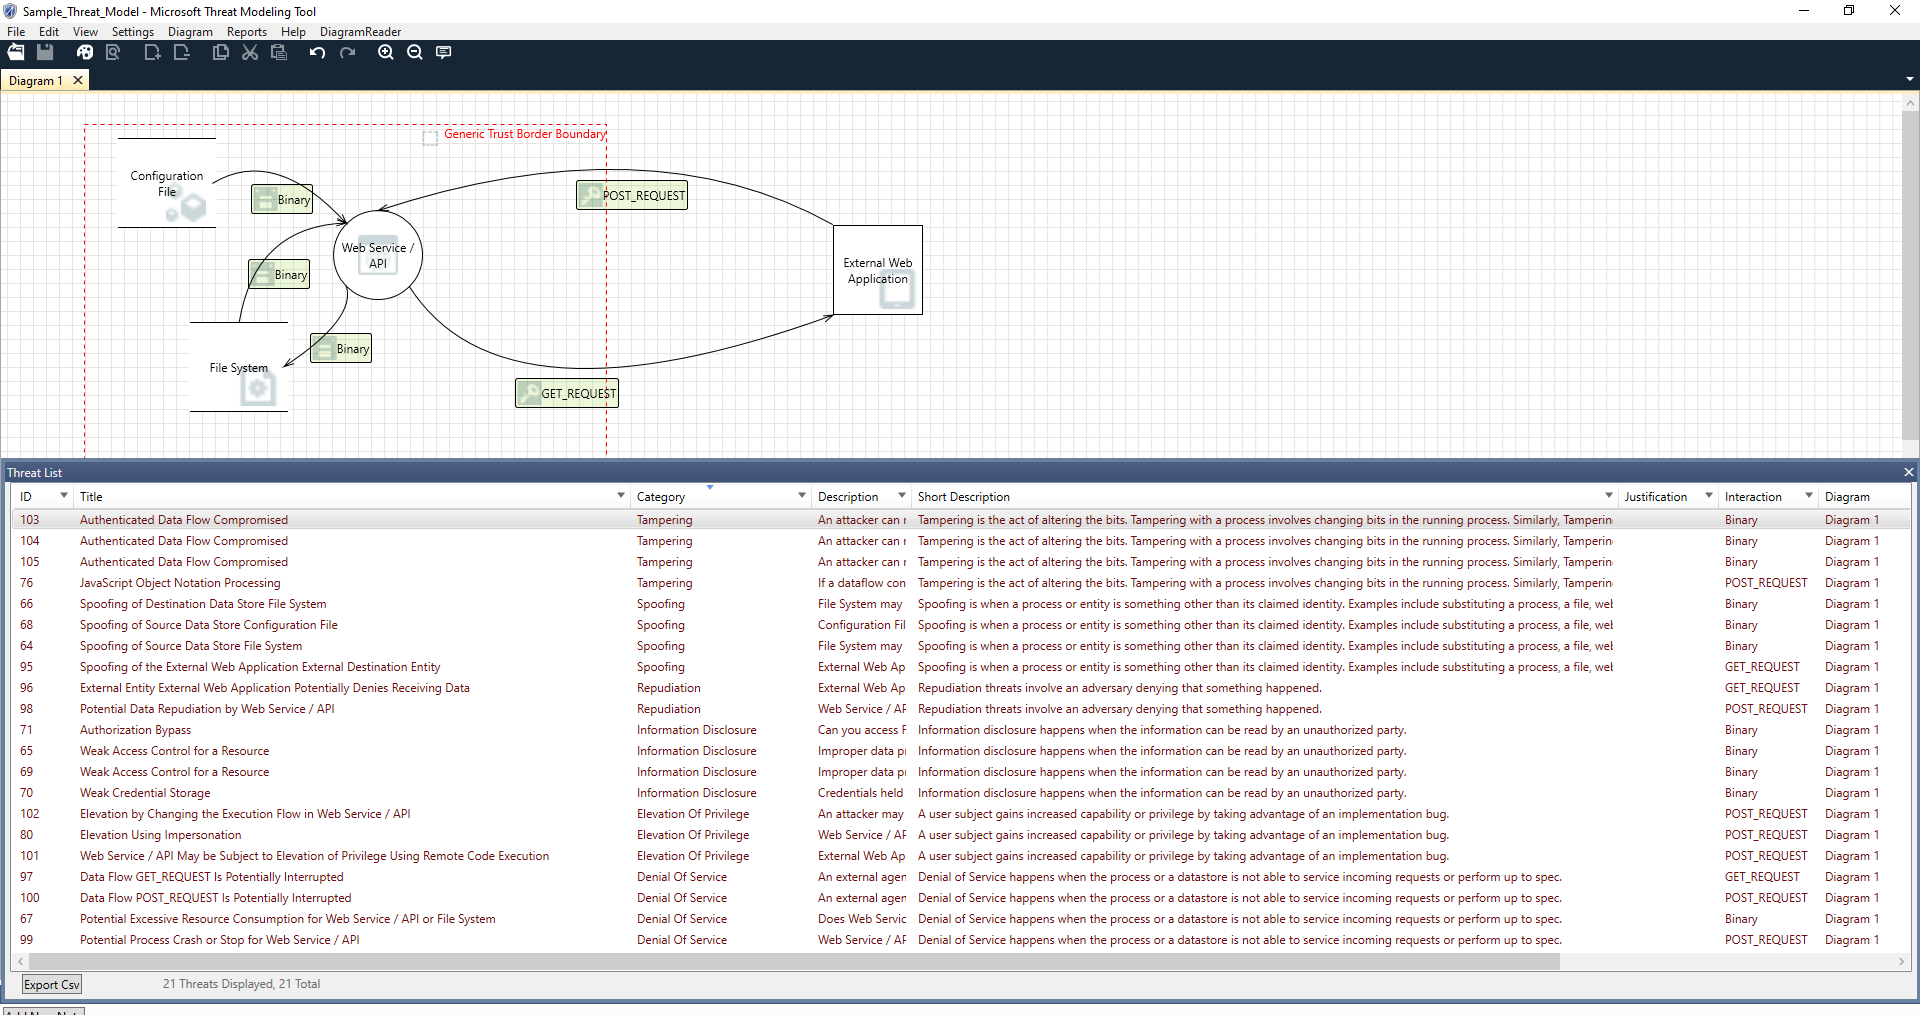 Sample_Threat_Model - Microsoft Threat Modeling Tool
File Edit View Settings Diagram Reports Help DiagramReader
Diagram 1
Generic Trust Border Boundary
Configuration
File
Binary
POST_REQUEST
Web Service /
API
External Web
Application
Binary
Binary
File System
GET_REQUEST
Threat List
ID Title Category Description Short Description Justification Interaction Diagram
103 Authenticated Data Flow Compromised Tampering An attacker can r Tampering is the act of altering the bits. Tampering with a process involves changing bits in the running process. Similarly, Tamperin Binary Diagram 1
104 Authenticated Data Flow Compromised Tampering An attacker can r Tampering is the act of altering the bits. Tampering with a process involves changing bits in the running process. Similarly, Tamperin Binary Diagram 1
105 Authenticated Data Flow Compromised Tampering An attacker can r Tampering is the act of altering the bits. Tampering with a process involves changing bits in the running process. Similarly, Tamperin Binary Diagram 1
76 JavaScript Object Notation Processing Tampering If a dataflow con Tampering is the act of altering the bits. Tampering with a process involves changing bits in the running process. Similarly, Tamperin POST_REQUEST Diagram 1
66 Spoofing of Destination Data Store File System Spoofing File System may Spoofing is when a process or entity is something other than its claimed identity. Examples include substituting a process, a file, wel Binary Diagram 1
68 Spoofing of Source Data Store Configuration File Spoofing Configuration Fil Spoofing is when a process or entity is something other than its claimed identity. Examples include substituting a process, a file, wel Binary Diagram 1
64 Spoofing of Source Data Store File System Spoofing File System may Spoofing is when a process or entity is something other than its claimed identity. Examples include substituting a process, a file, wel Binary Diagram 1
95 Spoofing of the External Web Application External Destination Entity Spoofing External Web Ap Spoofing is when a process or entity is something other than its claimed identity. Examples include substituting a process, a file, wel GET_REQUEST Diagram 1
96 External Entity External Web Application Potentially Denies Receiving Data Repudiation External Web Ap Repudiation threats involve an adversary denying that something happened. GET_REQUEST Diagram 1
98 Potential Data Repudiation by Web Service / API Repudiation Web Service / AF Repudiation threats involve an adversary denying that something happened. POST_REQUEST Diagram 1
71 Authorization Bypass Information Disclosure Can you access F Information disclosure happens when the information can be read by an unauthorized party. Binary Diagram 1
65 Weak Access Control for a Resource Information Disclosure Improper data p Information disclosure happens when the information can be read by an unauthorized party. Binary Diagram 1
69 Weak Access Control for a Resource Information Disclosure Improper data p Information disclosure happens when the information can be read by an unauthorized party. Binary Diagram 1
70 Weak Credential Storage Information Disclosure Credentials held Information disclosure happens when the information can be read by an unauthorized party. Binary Diagram 1
102 Elevation by Changing the Execution Flow in Web Service / API Elevation Of Privilege An attacker may A user subject gains increased capability or privilege by taking advantage of an implementation bug. POST_REQUEST Diagram 1
80 Elevation Using Impersonation Elevation Of Privilege Web Service / AF A user subject gains increased capability or privilege by taking advantage of an implementation bug. POST_REQUEST Diagram 1
101 Web Service / API May be Subject to Elevation of Privilege Using Remote Code Execution Elevation Of Privilege External Web Ap A user subject gains increased capability or privilege by taking advantage of an implementation bug. POST_REQUEST Diagram 1
97 Data Flow GET_REQUEST Is Potentially Interrupted Denial Of Service An external agen Denial of Service happens when the process or a datastore is not able to service incoming requests or perform up to spec. GET_REQUEST Diagram 1
100 Data Flow POST_REQUEST Is Potentially Interrupted Denial Of Service An external agen Denial of Service happens when the process or a datastore is not able to service incoming requests or perform up to spec. POST_REQUEST Diagram 1
67 Potential Excessive Resource Consumption for Web Service / API or File System Denial Of Service Does Web Servic Denial of Service happens when the process or a datastore is not able to service incoming requests or perform up to spec. Binary Diagram 1
99 Potential Process Crash or Stop for Web Service / API Denial Of Service Web Service / AF Denial of Service happens when the process or a datastore is not able to service incoming requests or perform up to spec. POST_REQUEST Diagram 1
Export Csv 21 Threats Displayed, 21 Total